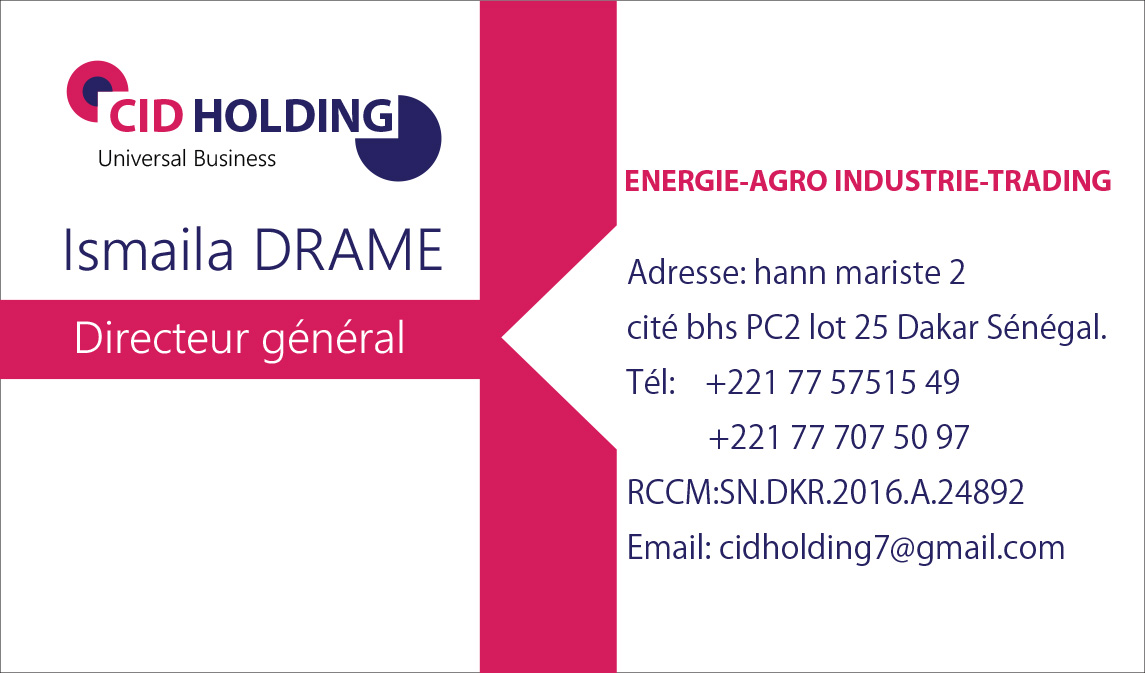 CID HOLDING
Universal Business
Ismaila DRAME
Directeur général
ENERGIE-AGRO INDUSTRIE-TRADING
Adresse: hann mariste 2
cité bhs PC2 lot 25 Dakar Sénégal.
Tél: +221 77 57515 49
+221 77 707 50 97
RCCM:SN.DKR.2016.A.24892
Email: cidholding7@gmail.com